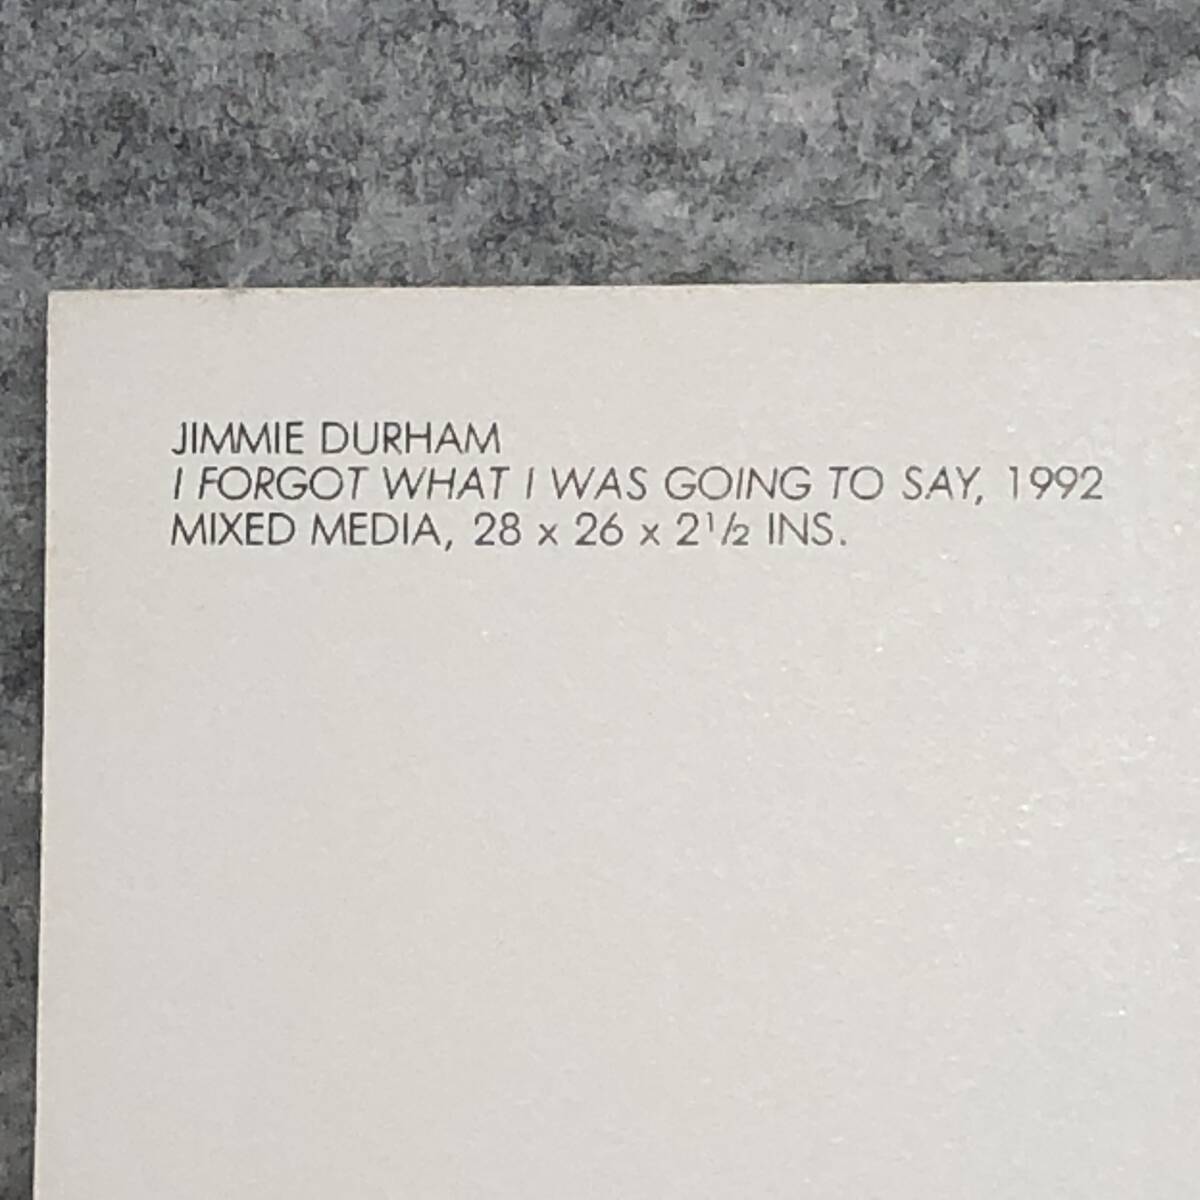 JIMMIE DURHAM
I FORGOT WHAT I WAS GOING TO SAY, 1992
MIXED MEDIA, 28 x 26 x 2½ INS.